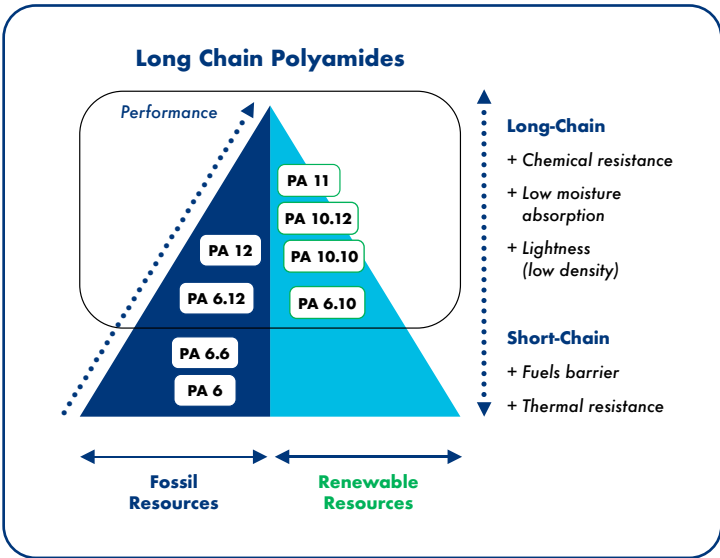 Long Chain Polyamides
Performance
PA 11
PA 10.12
PA 12
PA 10.10
PA 6.12
PA 6.10
PA 6.6
PA 6
Long-Chain
+ Chemical resistance
+ Low moisture
absorption
+ Lightness
(low density)
Short-Chain
+ Fuels barrier
+ Thermal resistance
Fossil
Resources
Renewable
Resources